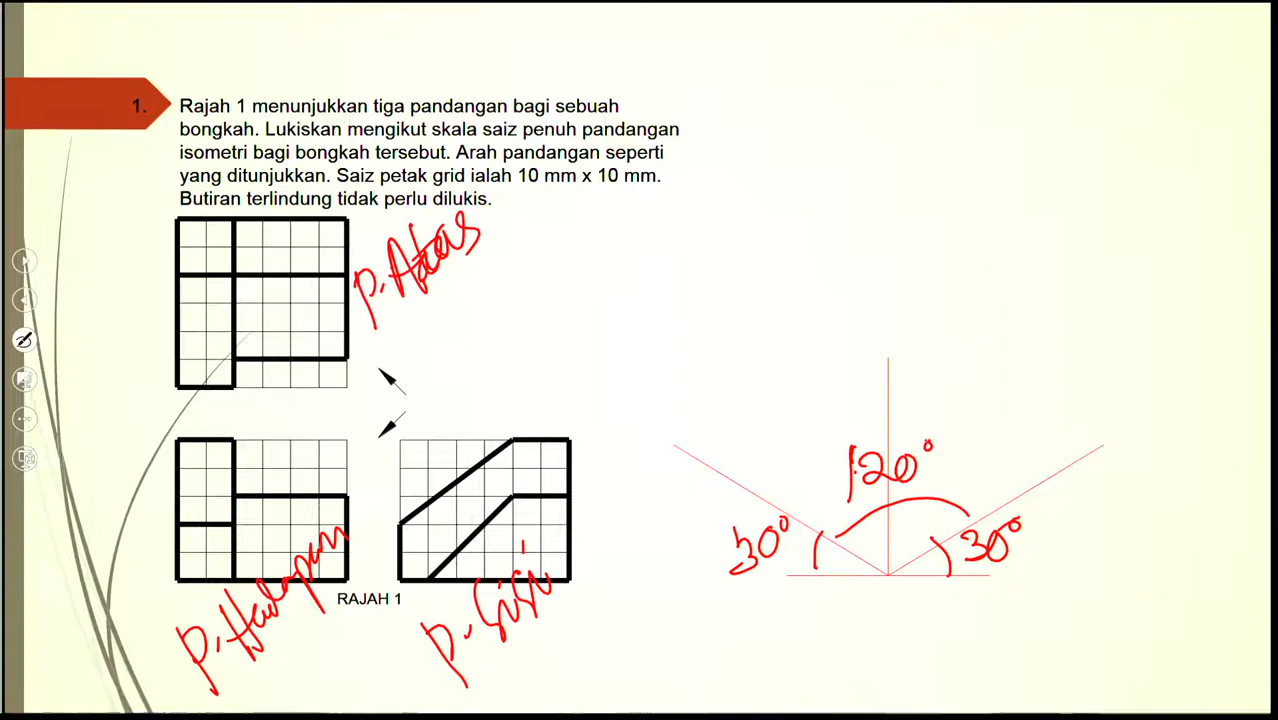 1. Rajah 1 menunjukkan tiga pandangan bagi sebuah
bongkah. Lukiskan mengikut skala saiz penuh pandangan
isometri bagi bongkah tersebut. Arah pandangan seperti
yang ditunjukkan. Saiz petak grid ialah 10 mm x 10 mm.
Butiran terlindung tidak perlu dilukis.
P. Atas
120°
30°
30°
P. Hadapan
RAJAH 1
P. Sisi